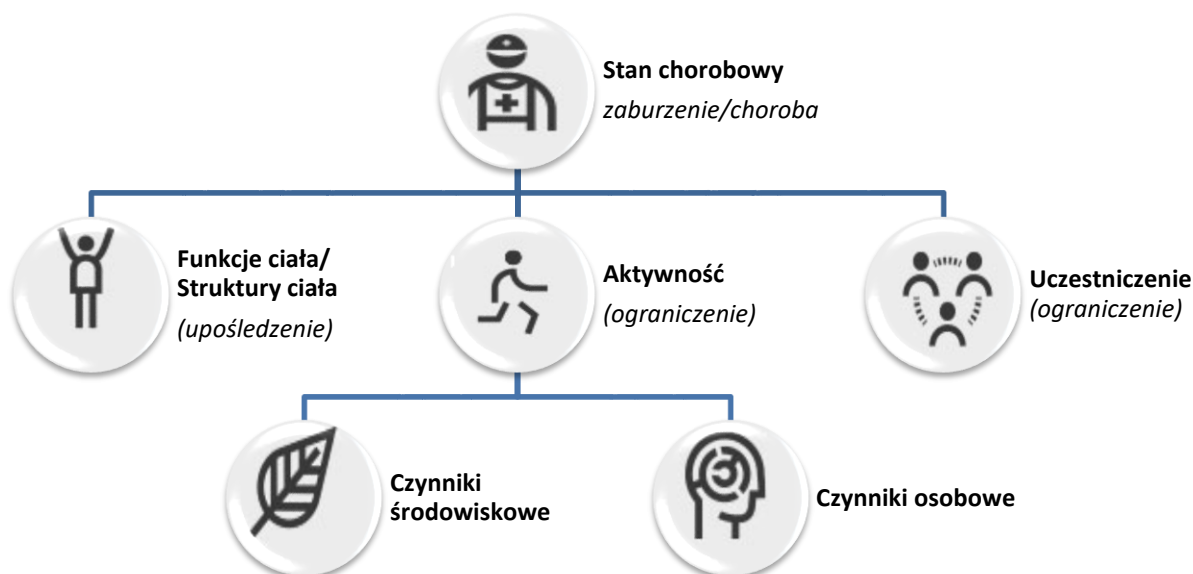 Stan chorobowy
zaburzenie/choroba
Funkcje ciała/
Struktury ciała
(upośledzenie)
Aktywność
(ograniczenie)
Uczestniczenie
(ograniczenie)
Czynniki
środowiskowe
Czynniki osobowe